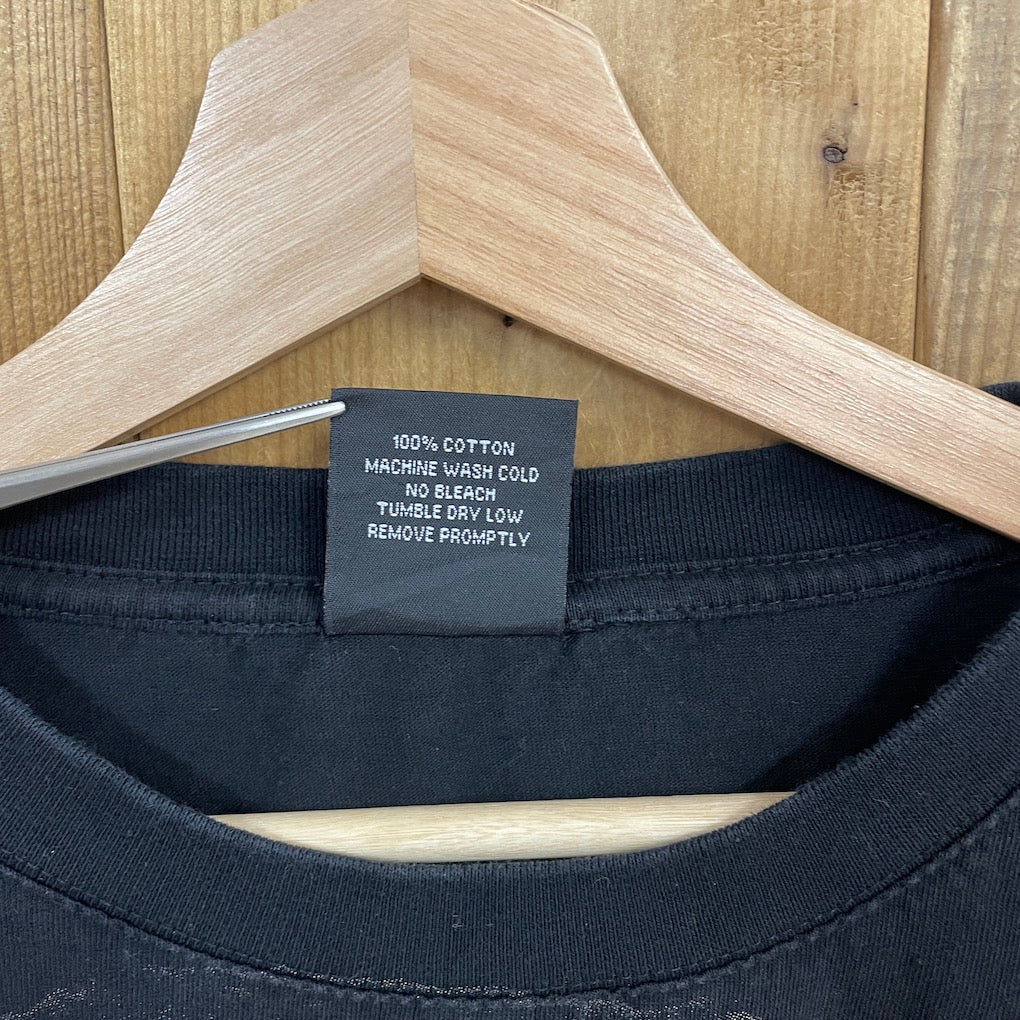 100% COTTON
MACHINE WASH COLD
NO BLEACH
TUMBLE DRY LOW
REMOVE PROMPTLY